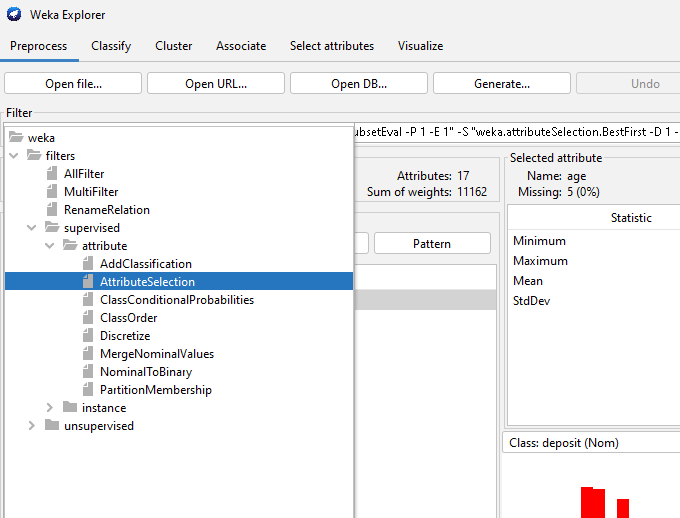 Weka Explorer
Preprocess Classify Cluster Associate Select attributes Visualize
Open file... Open URL... Open DB... Generate... Undo
Filter
ubsetEval -P 1 -E 1" -S "weka.attributeSelection.BestFirst -D 1 -
weka
filters
AllFilter
MultiFilter
RenameRelation
supervised
attribute
AddClassification
AttributeSelection
ClassConditionalProbabilities
ClassOrder
Discretize
MergeNominalValues
NominalToBinary
PartitionMembership
instance
unsupervised
Attributes: 17
Sum of weights: 11162
Pattern
Selected attribute
Name: age
Missing: 5 (0%)
Statistic
Minimum
Maximum
Mean
StdDev
Class: deposit (Nom)